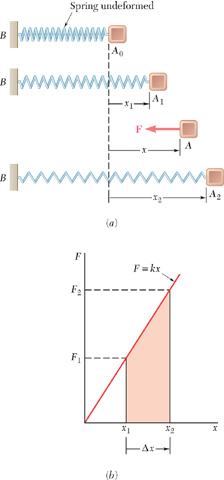 Spring undeformed
B
A₀
B
x₁ A₁
F A
x
B
x₂ A₂
(a)
F
F = kx
F₂
F₁
x₁ x₂ x
Δx
(b)